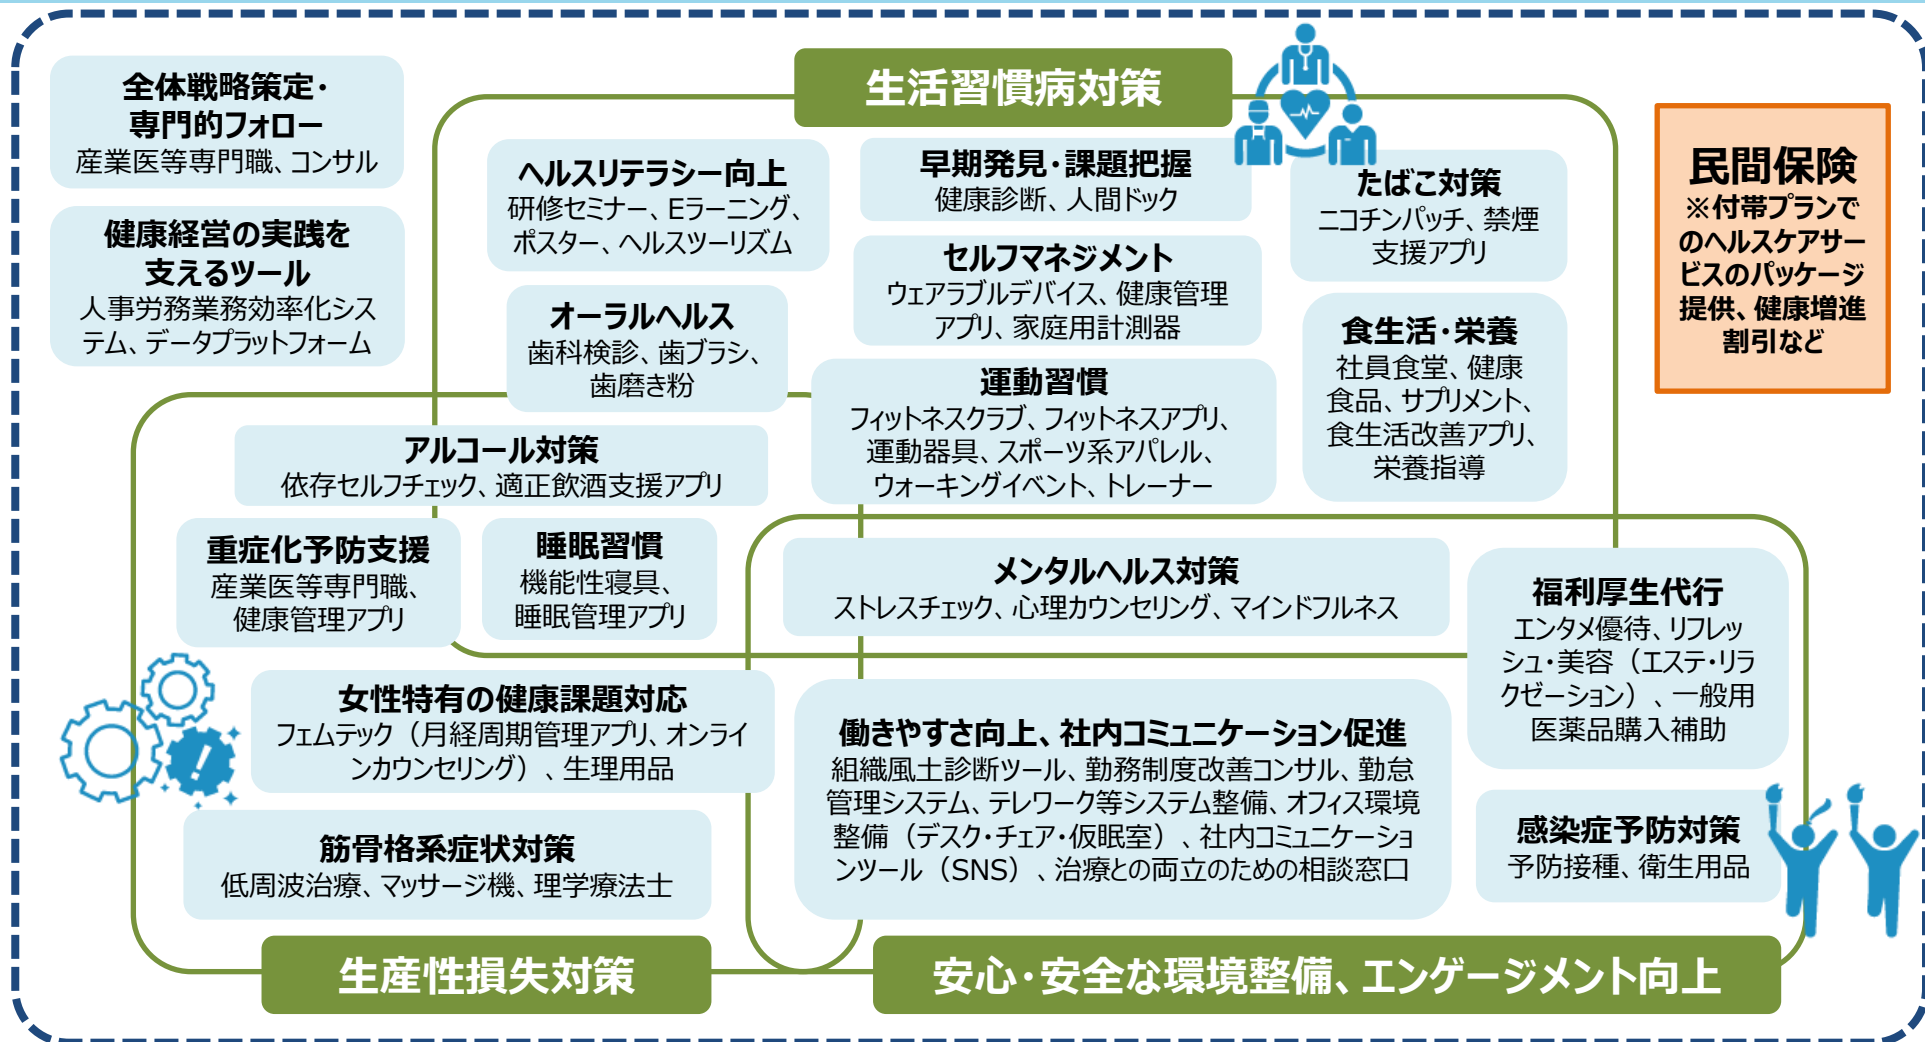 生活習慣病対策
全体戦略策定・
専門的フォロー
産業医等専門職、コンサル
健康経営の実践を
支えるツール
人事労務業務効率化シス
テム、データプラットフォーム
ヘルスリテラシー向上
研修セミナー、Eラーニング、
ポスター、ヘルスツーリズム
早期発見・課題把握
健康診断、人間ドック
たばこ対策
ニコチンパッチ、禁煙
支援アプリ
民間保険
※付帯プランで
のヘルスケアサー
ビスのパッケージ
提供、健康増進
割引など
オーラルヘルス
歯科検診、歯ブラシ、
歯磨き粉
セルフマネジメント
ウェアラブルデバイス、健康管理
アプリ、家庭用計測器
食生活・栄養
社員食堂、健康
食品、サプリメント、
食生活改善アプリ、
栄養指導
運動習慣
フィットネスクラブ、フィットネスアプリ、
運動器具、スポーツ系アパレル、
ウォーキングイベント、トレーナー
アルコール対策
依存セルフチェック、適正飲酒支援アプリ
重症化予防支援
産業医等専門職、
健康管理アプリ
睡眠習慣
機能性寝具、
睡眠管理アプリ
メンタルヘルス対策
ストレスチェック、心理カウンセリング、マインドフルネス
福利厚生代行
エンタメ優待、リフレッ
シュ・美容（エステ・リラ
クゼーション）、一般用
医薬品購入補助
女性特有の健康課題対応
フェムテック（月経周期管理アプリ、オンライ
ンカウンセリング）、生理用品
働きやすさ向上、社内コミュニケーション促進
組織風土診断ツール、勤務制度改善コンサル、勤怠
管理システム、テレワーク等システム整備、オフィス環境
整備（デスク・チェア・仮眠室）、社内コミュニケーショ
ンツール（SNS）、治療との両立のための相談窓口
感染症予防対策
予防接種、衛生用品
筋骨格系症状対策
低周波治療、マッサージ機、理学療法士
生産性損失対策
安心・安全な環境整備、エンゲージメント向上